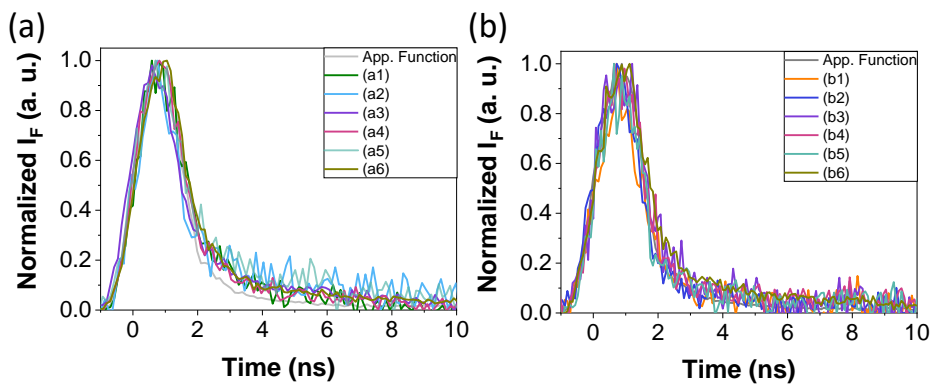 (a)
Normalized I_F (a. u.)
1.0
0.8
0.6
0.4
0.2
0.0
App. Function
(a1)
(a2)
(a3)
(a4)
(a5)
(a6)
0 2 4 6 8 10
Time (ns)
(b)
Normalized I_F (a. u.)
1.0
0.8
0.6
0.4
0.2
0.0
App. Function
(b1)
(b2)
(b3)
(b4)
(b5)
(b6)
0 2 4 6 8 10
Time (ns)